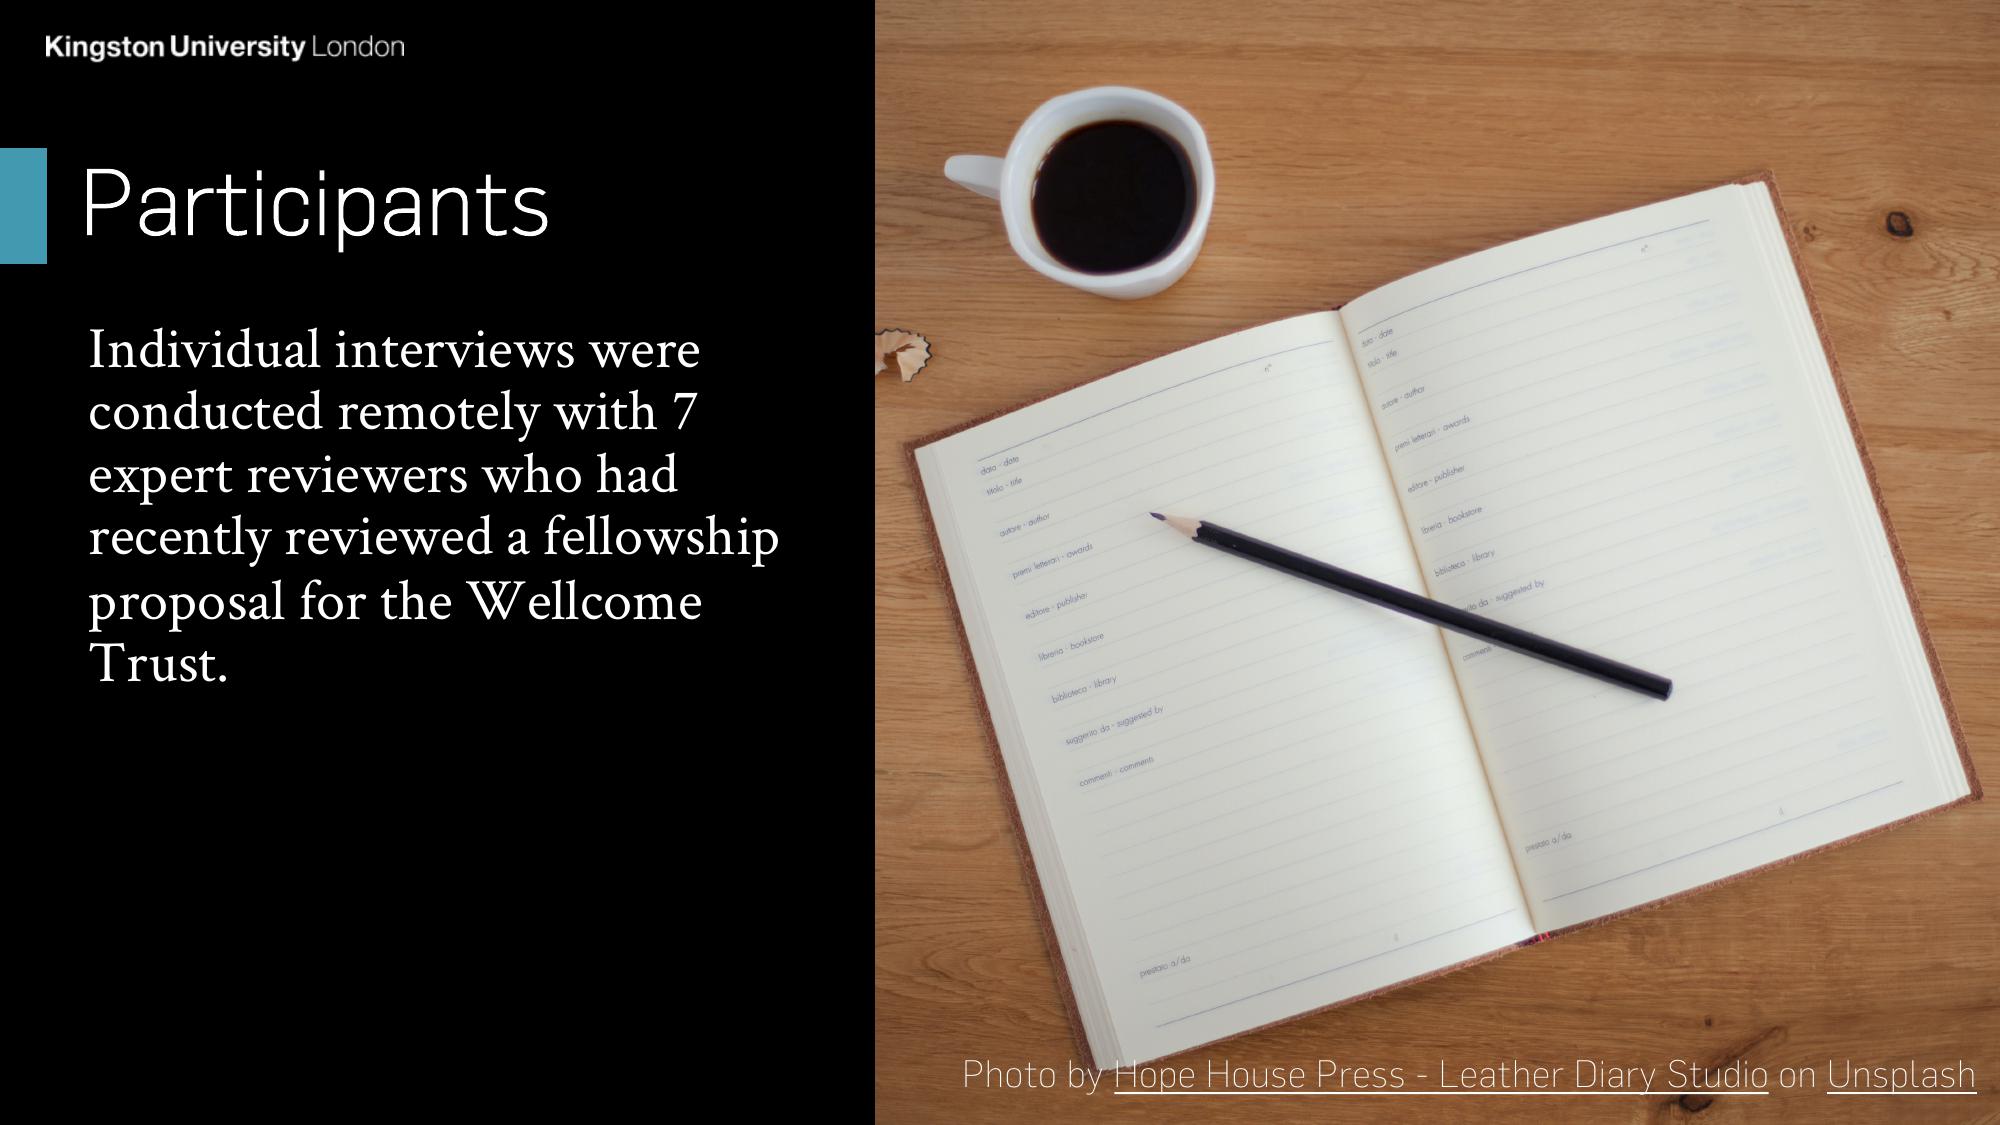 Kingston University London
Participants
Individual interviews were
conducted remotely with 7
expert reviewers who had
recently reviewed a fellowship
proposal for the Wellcome
Trust.
n°
data - date
titolo - title
autore - author
premi letterari - awards
editore - publisher
libreria - bookstore
biblioteca - library
suggerito da - suggested by
commenti - comments
prestato a/da
n°
data - date
titolo - title
autore - author
premi letterari - awards
editore - publisher
libreria - bookstore
biblioteca - library
da - suggested by
prestato a/da
Photo by Hope House Press - Leather Diary Studio on Unsplash